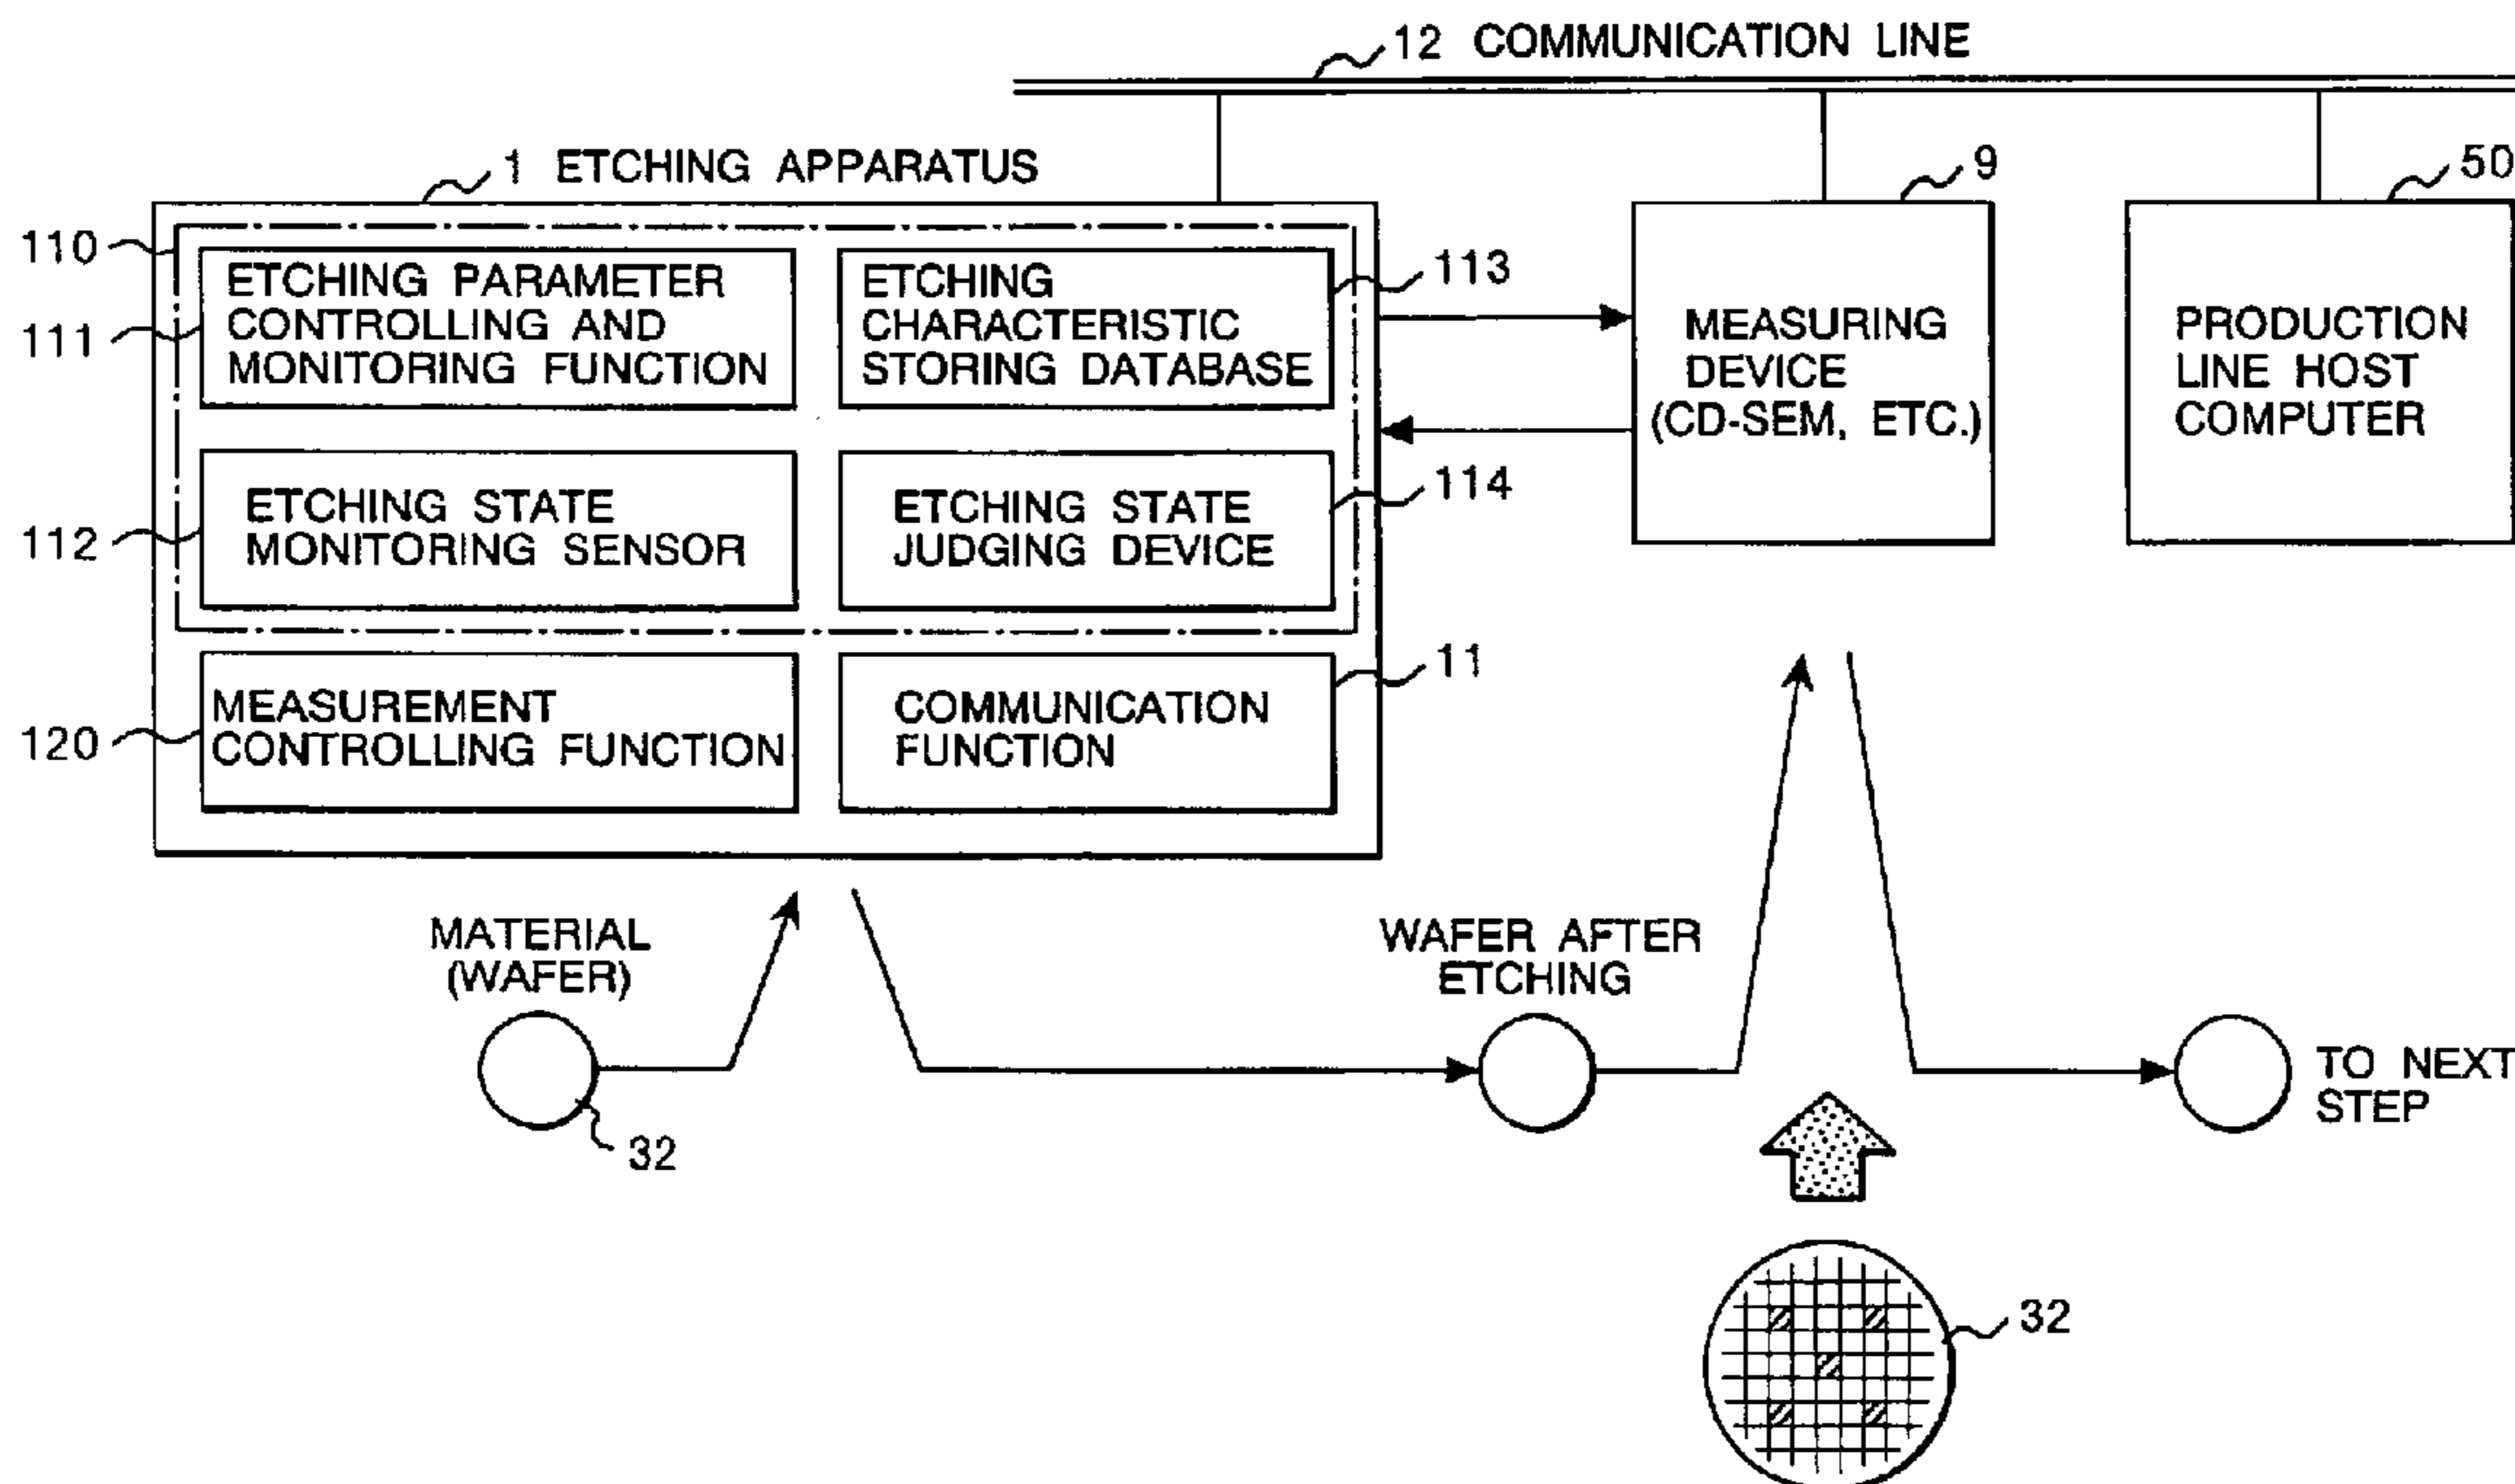 12 COMMUNICATION LINE
1 ETCHING APPARATUS
9
50
110
ETCHING PARAMETER
CONTROLLING AND
MONITORING FUNCTION
111
ETCHING
CHARACTERISTIC
STORING DATABASE
113
MEASURING
DEVICE
(CD-SEM, ETC.)
PRODUCTION
LINE HOST
COMPUTER
112
ETCHING STATE
MONITORING SENSOR
ETCHING STATE
JUDGING DEVICE
114
120
MEASUREMENT
CONTROLLING FUNCTION
COMMUNICATION
FUNCTION
11
MATERIAL
(WAFER)
32
WAFER AFTER
ETCHING
TO NEXT
STEP
32